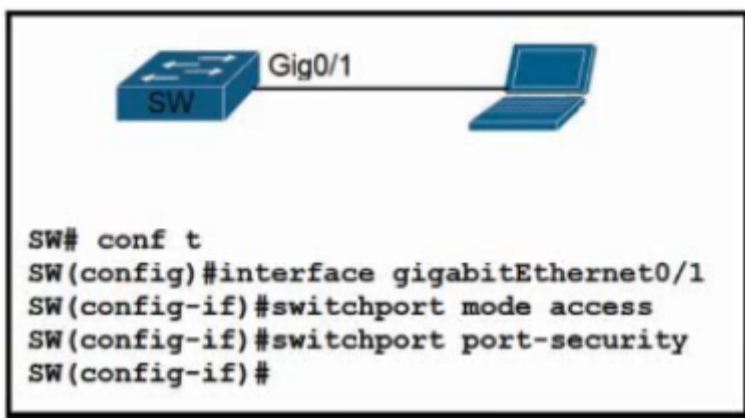 Gig0/1
SW
SW# conf t
SW(config)#interface gigabitEthernet0/1
SW(config-if)#switchport mode access
SW(config-if)#switchport port-security
SW(config-if)#